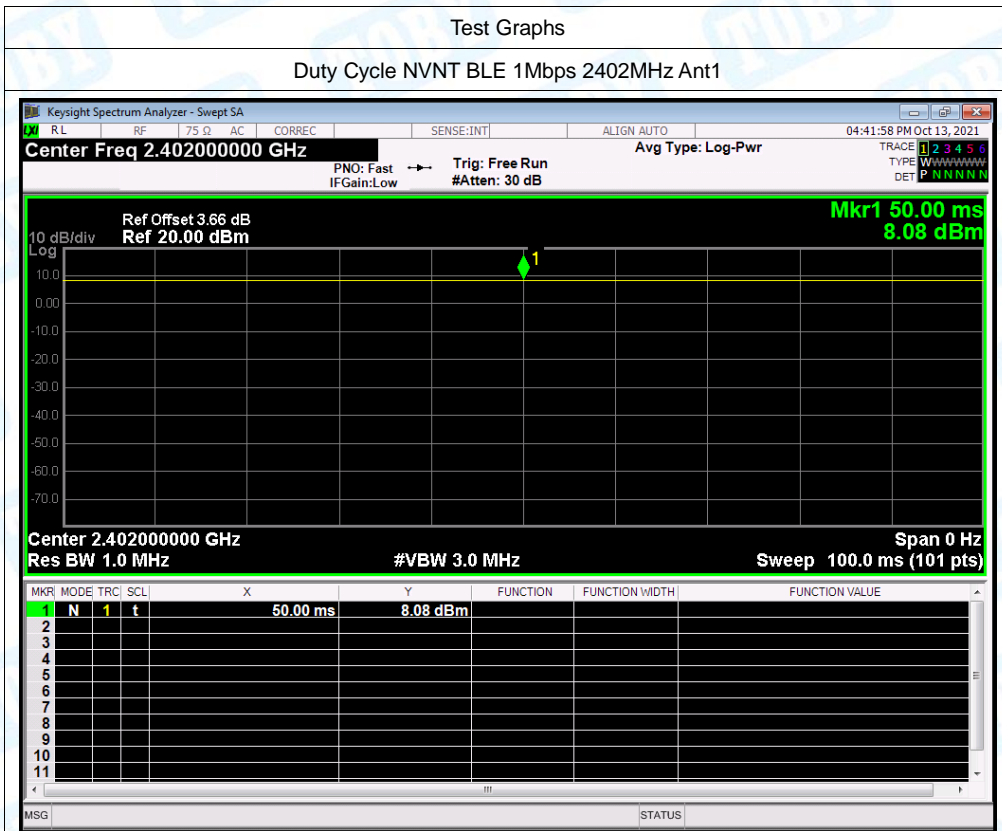 Test Graphs
Duty Cycle NVNT BLE 1Mbps 2402MHz Ant1
Keysight Spectrum Analyzer - Swept SA
LXI RL RF 75 Ω AC CORREC SENSE:INT ALIGN AUTO 04:41:58 PM Oct 13, 2021
Center Freq 2.402000000 GHz Avg Type: Log-Pwr TRACE 1 2 3 4 5 6
PNO: Fast Trig: Free Run TYPE WWWWWW
IFGain:Low #Atten: 30 dB DET P N N N N N
Mkr1 50.00 ms
Ref Offset 3.66 dB
10 dB/div Ref 20.00 dBm 8.08 dBm
Log
1
10.0
0.00
-10.0
-20.0
-30.0
-40.0
-50.0
-60.0
-70.0
Center 2.402000000 GHz Span 0 Hz
Res BW 1.0 MHz #VBW 3.0 MHz Sweep 100.0 ms (101 pts)
MKR MODE TRC SCL X Y FUNCTION FUNCTION WIDTH FUNCTION VALUE
1 N 1 t 50.00 ms 8.08 dBm
2
3
4
5
6
7
8
9
10
11
MSG STATUS